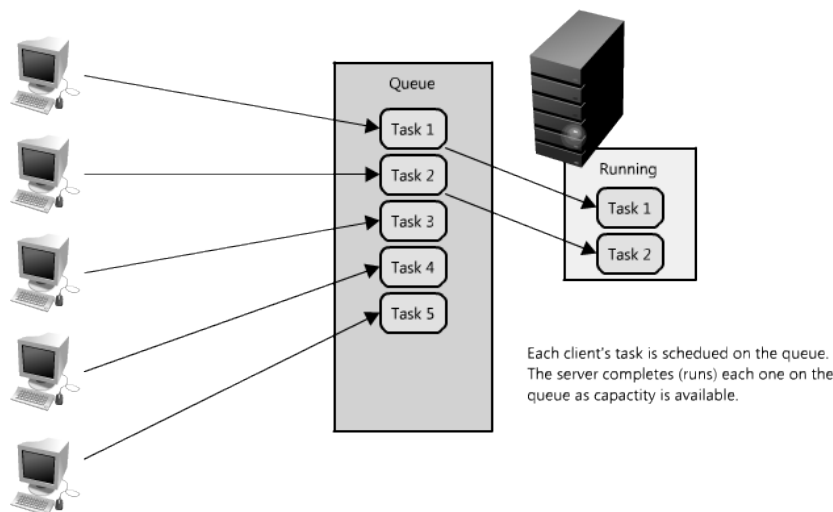 Queue
Task 1
Task 2
Task 3
Task 4
Task 5
Running
Task 1
Task 2
Each client's task is schedued on the queue.
The server completes (runs) each one on the
queue as capactity is available.